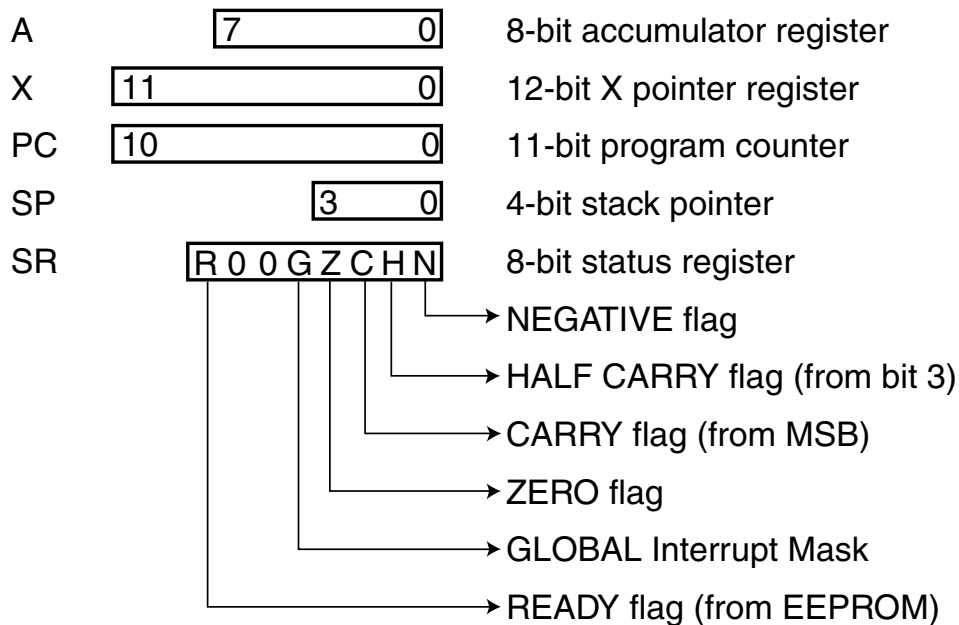 A 7 0 8-bit accumulator register
X 11 0 12-bit X pointer register
PC 10 0 11-bit program counter
SP 3 0 4-bit stack pointer
SR R 0 0 G Z C H N 8-bit status register
NEGATIVE flag
HALF CARRY flag (from bit 3)
CARRY flag (from MSB)
ZERO flag
GLOBAL Interrupt Mask
READY flag (from EEPROM)